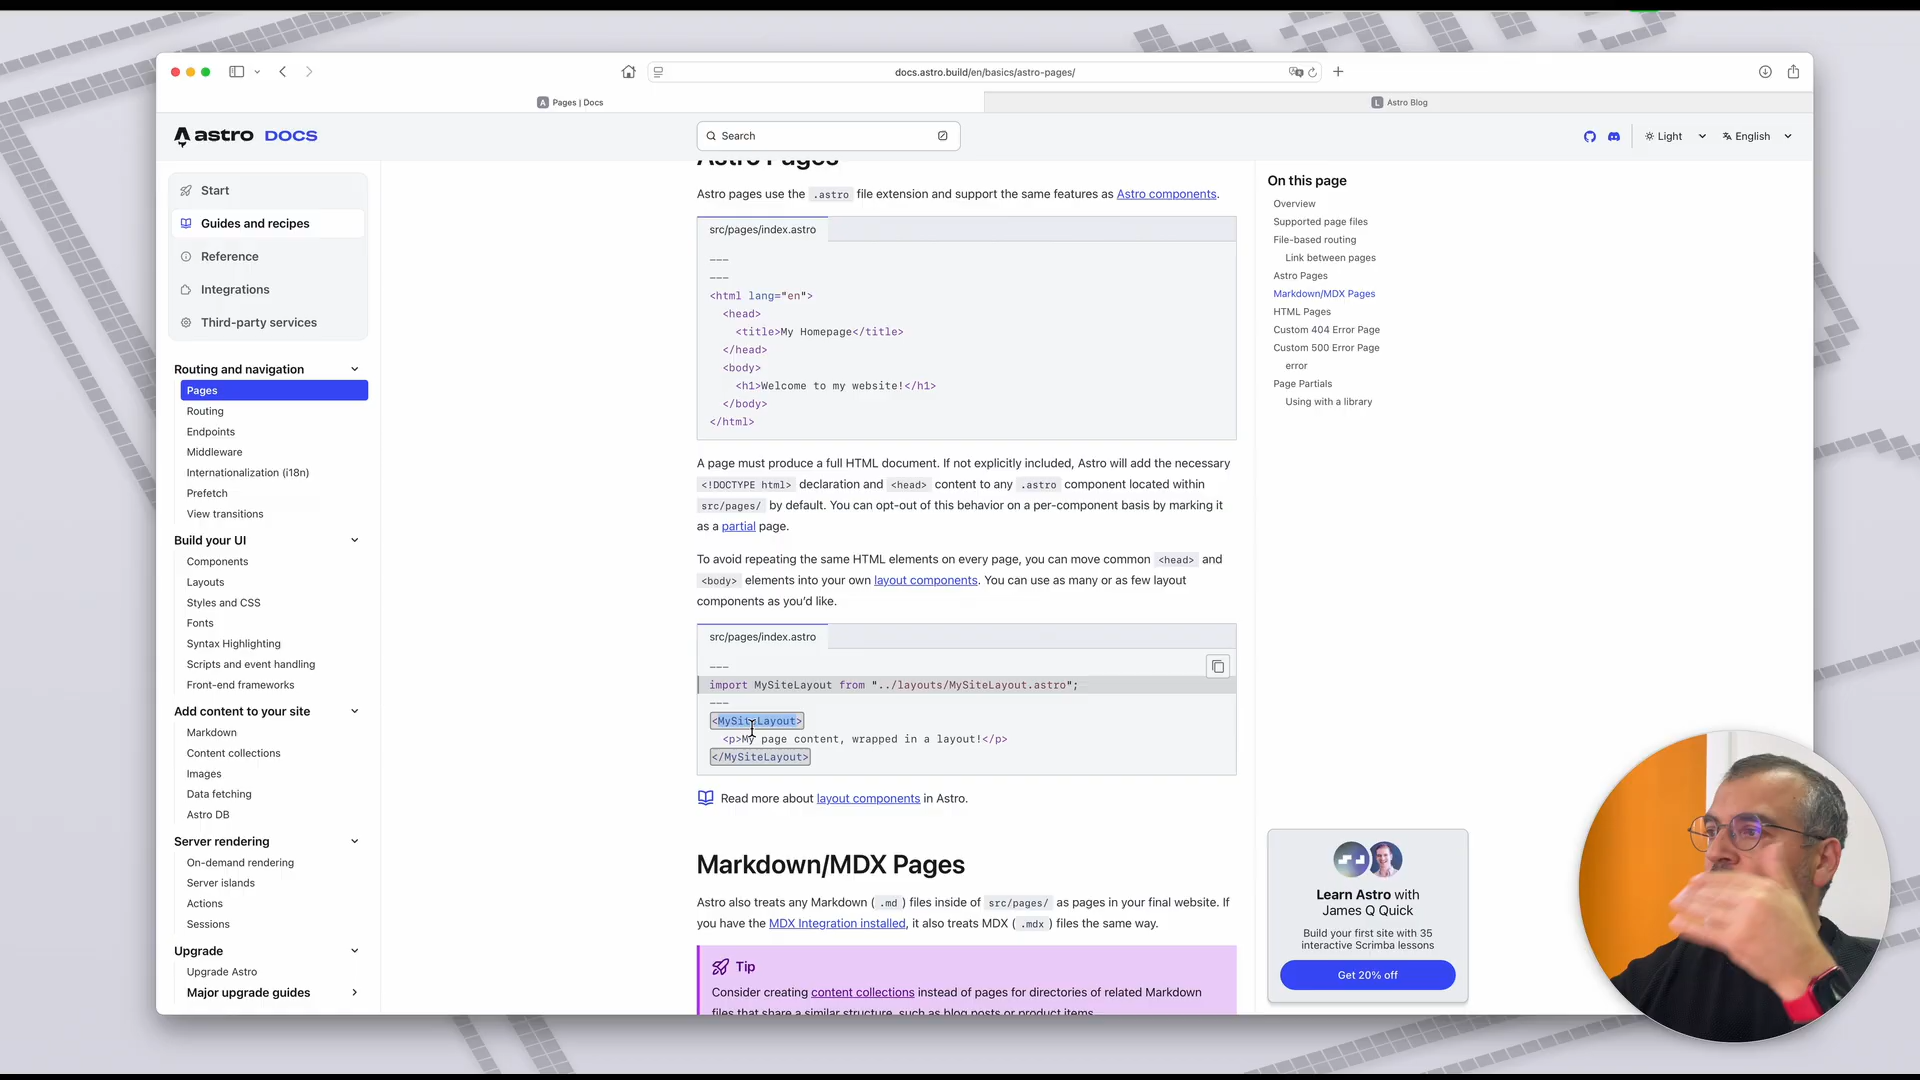 docs.astro.build/en/basics/astro-pages/
Pages | Docs
Astro Blog
astro DOCS
Search
Light
English
Start
Guides and recipes
Reference
Integrations
Third-party services
Routing and navigation
Pages
Routing
Endpoints
Middleware
Internationalization (i18n)
Prefetch
View transitions
Build your UI
Components
Layouts
Styles and CSS
Fonts
Syntax Highlighting
Scripts and event handling
Front-end frameworks
Add content to your site
Markdown
Content collections
Images
Data fetching
Astro DB
Server rendering
On-demand rendering
Server islands
Actions
Sessions
Upgrade
Upgrade Astro
Major upgrade guides
Astro Pages
Astro pages use the .astro file extension and support the same features as Astro components.
src/pages/index.astro
---
---
<html lang="en">
<head>
<title>My Homepage</title>
</head>
<body>
<h1>Welcome to my website!</h1>
</body>
</html>
A page must produce a full HTML document. If not explicitly included, Astro will add the necessary
<!DOCTYPE html> declaration and <head> content to any .astro component located within
src/pages/ by default. You can opt-out of this behavior on a per-component basis by marking it
as a partial page.
To avoid repeating the same HTML elements on every page, you can move common <head> and
<body> elements into your own layout components. You can use as many or as few layout
components as you'd like.
src/pages/index.astro
---
import MySiteLayout from "../layouts/MySiteLayout.astro";
---
<MySiteLayout>
<p>My page content, wrapped in a layout!</p>
</MySiteLayout>
Read more about layout components in Astro.
Markdown/MDX Pages
Astro also treats any Markdown ( .md ) files inside of src/pages/ as pages in your final website. If
you have the MDX Integration installed, it also treats MDX ( .mdx ) files the same way.
Tip
Consider creating content collections instead of pages for directories of related Markdown
files that share a similar structure, such as blog posts or product items.
On this page
Overview
Supported page files
File-based routing
Link between pages
Astro Pages
Markdown/MDX Pages
HTML Pages
Custom 404 Error Page
Custom 500 Error Page
error
Page Partials
Using with a library
Learn Astro with
James Q Quick
Build your first site with 35
interactive Scrimba lessons
Get 20% off